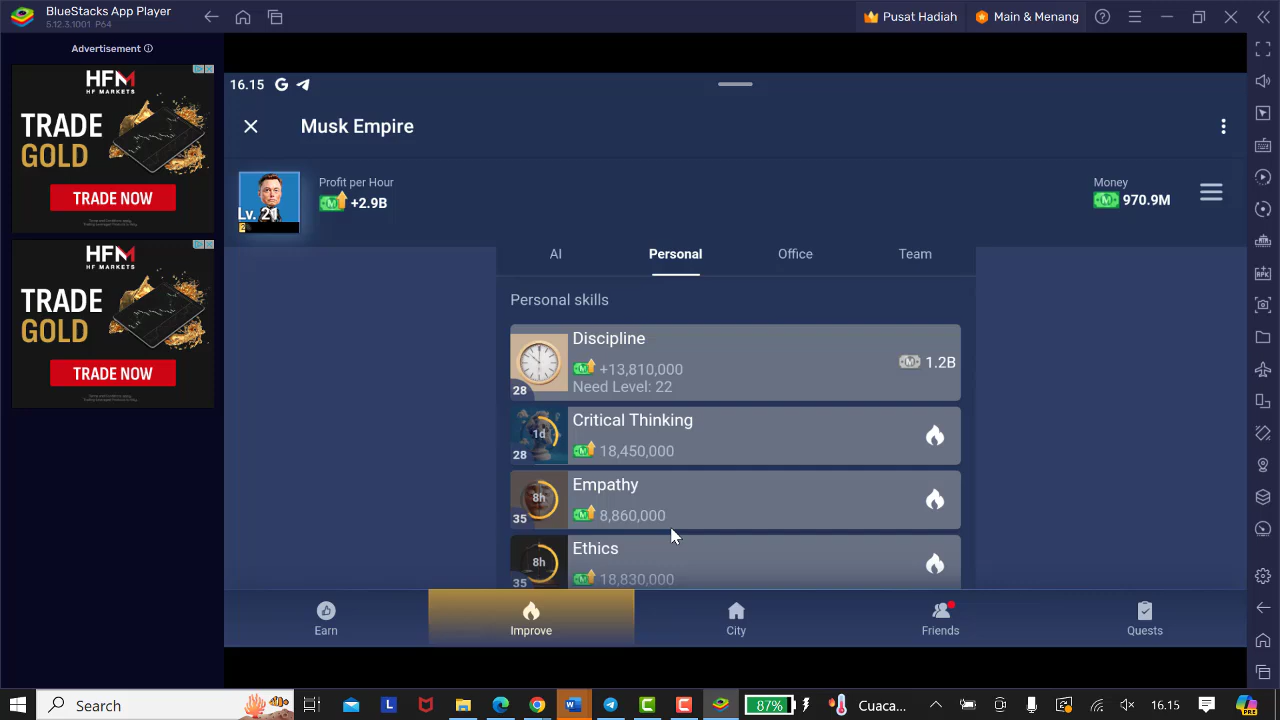 BlueStacks App Player
5.12.3.1001 P64
Pusat Hadiah
Main & Menang
Advertisement
HFM
HF MARKETS
TRADE
GOLD
TRADE NOW
HFM
HF MARKETS
TRADE
GOLD
TRADE NOW
16.15
Musk Empire
Lv. 21
Profit per Hour
+2.9B
Money
970.9M
AI
Personal
Office
Team
Personal skills
Discipline
+13,810,000
Need Level: 22
28
1.2B
Critical Thinking
1d
28
18,450,000
Empathy
8h
35
8,860,000
Ethics
8h
35
18,830,000
Earn
Improve
City
Friends
Quests
Search
87%
Cuaca...
16.15